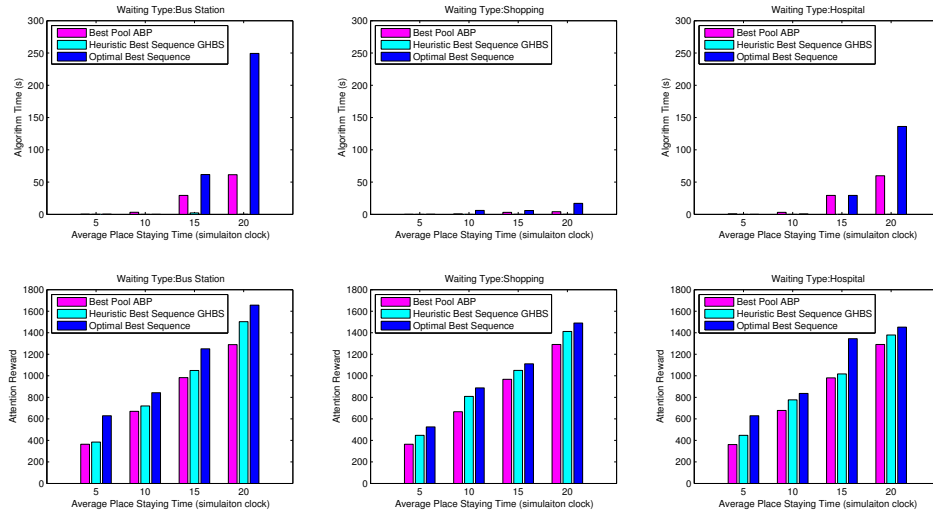 Waiting Type:Bus Station
300
250
200
150
100
50
0
Algorithm Time (s)
Best Pool ABP
Heuristic Best Sequence GHBS
Optimal Best Sequence
5 10 15 20
Average Place Staying Time (simulaiton clock)
Waiting Type:Shopping
300
250
200
150
100
50
0
Algorithm Time (s)
Best Pool ABP
Heuristic Best Sequence GHBS
Optimal Best Sequence
5 10 15 20
Average Place Staying Time (simulaiton clock)
Waiting Type:Hospital
300
250
200
150
100
50
0
Algorithm Time (s)
Best Pool ABP
Heuristic Best Sequence GHBS
Optimal Best Sequence
5 10 15 20
Average Place Staying Time (simulaiton clock)
Waiting Type:Bus Station
1800
1600
1400
1200
1000
800
600
400
200
0
Attention Reward
Best Pool ABP
Heuristic Best Sequence GHBS
Optimal Best Sequence
5 10 15 20
Average Place Staying Time (simulaiton clock)
Waiting Type:Shopping
1800
1600
1400
1200
1000
800
600
400
200
0
Attention Reward
Best Pool ABP
Heuristic Best Sequence GHBS
Optimal Best Sequence
5 10 15 20
Average Place Staying Time (simulaiton clock)
Waiting Type:Hospital
1800
1600
1400
1200
1000
800
600
400
200
0
Attention Reward
Best Pool ABP
Heuristic Best Sequence GHBS
Optimal Best Sequence
5 10 15 20
Average Place Staying Time (simulaiton clock)